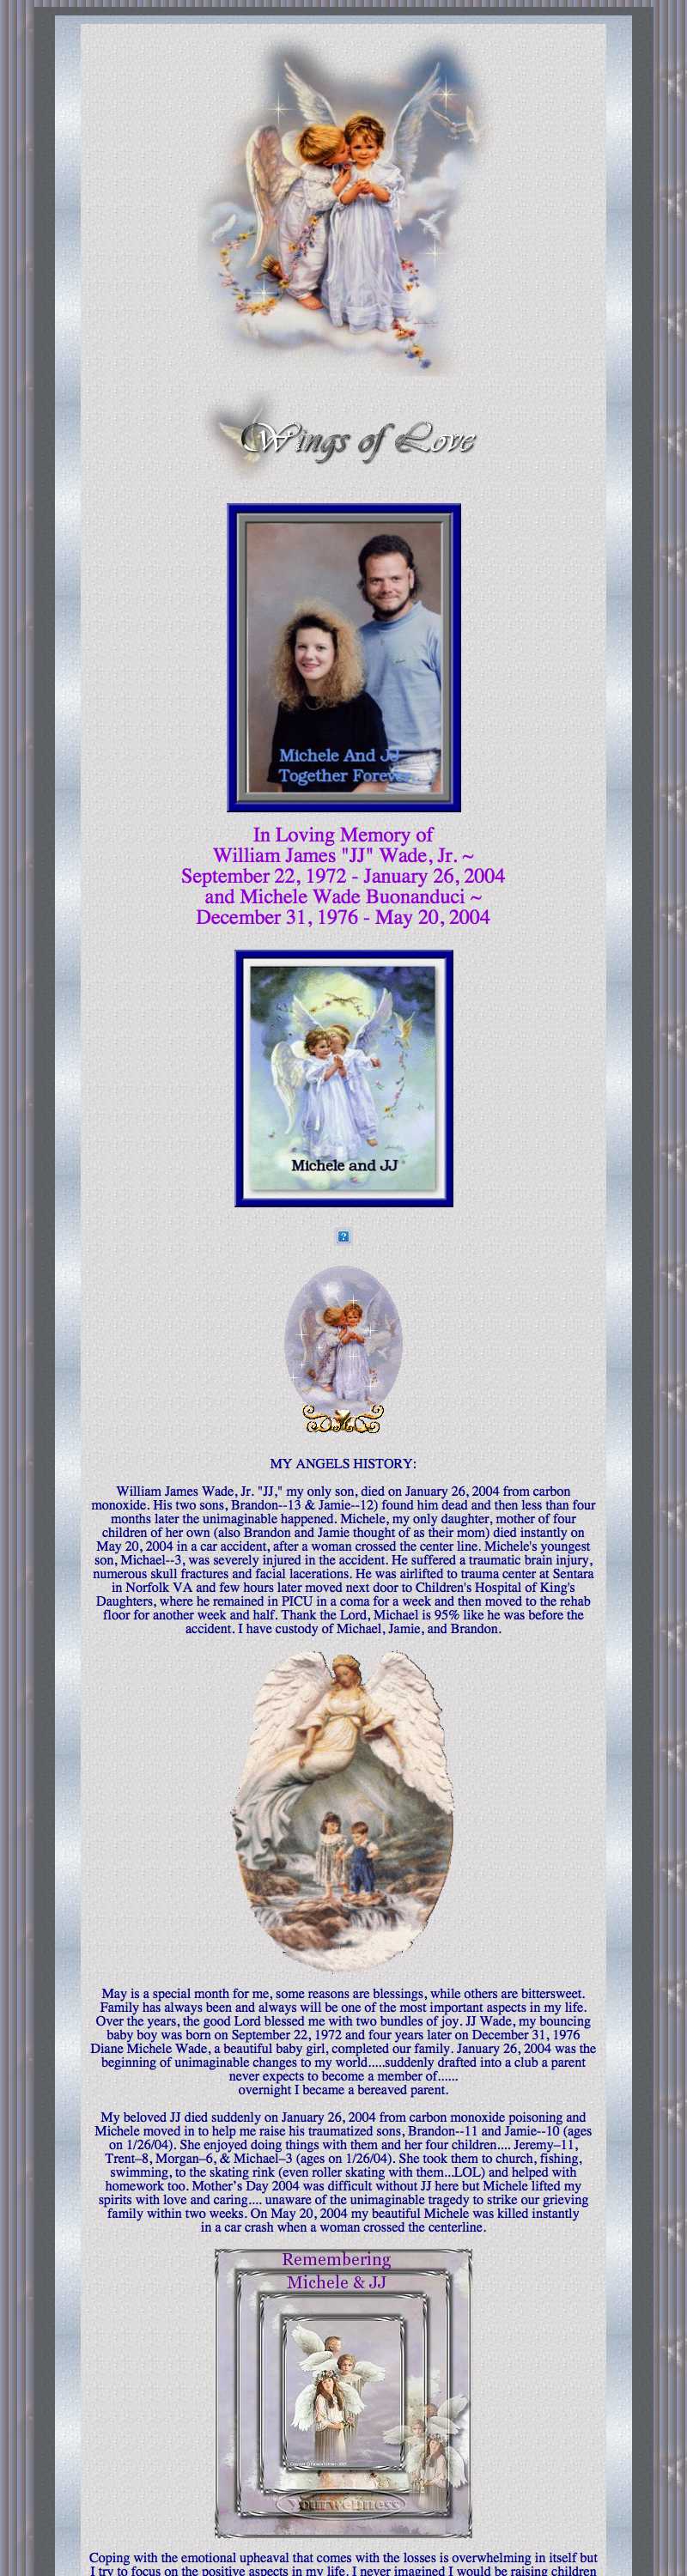 Wings of Love
Michele And JJ
Together Forever
In Loving Memory of
William James "JJ" Wade, Jr. ~
September 22, 1972 - January 26, 2004
and Michele Wade Buonanduci ~
December 31, 1976 - May 20, 2004
Michele and JJ
?
MY ANGELS HISTORY:
William James Wade, Jr. "JJ," my only son, died on January 26, 2004 from carbon
monoxide. His two sons, Brandon--13 & Jamie--12) found him dead and then less than four
months later the unimaginable happened. Michele, my only daughter, mother of four
children of her own (also Brandon and Jamie thought of as their mom) died instantly on
May 20, 2004 in a car accident, after a woman crossed the center line. Michele's youngest
son, Michael--3, was severely injured in the accident. He suffered a traumatic brain injury,
numerous skull fractures and facial lacerations. He was airlifted to trauma center at Sentara
in Norfolk VA and few hours later moved next door to Children's Hospital of King's
Daughters, where he remained in PICU in a coma for a week and then moved to the rehab
floor for another week and half. Thank the Lord, Michael is 95% like he was before the
accident. I have custody of Michael, Jamie, and Brandon.
May is a special month for me, some reasons are blessings, while others are bittersweet.
Family has always been and always will be one of the most important aspects in my life.
Over the years, the good Lord blessed me with two bundles of joy. JJ Wade, my bouncing
baby boy was born on September 22, 1972 and four years later on December 31, 1976
Diane Michele Wade, a beautiful baby girl, completed our family. January 26, 2004 was the
beginning of unimaginable changes to my world.....suddenly drafted into a club a parent
never expects to become a member of......
overnight I became a bereaved parent.
My beloved JJ died suddenly on January 26, 2004 from carbon monoxide poisoning and
Michele moved in to help me raise his traumatized sons, Brandon--11 and Jamie--10 (ages
on 1/26/04). She enjoyed doing things with them and her four children.... Jeremy–11,
Trent–8, Morgan–6, & Michael–3 (ages on 1/26/04). She took them to church, fishing,
swimming, to the skating rink (even roller skating with them...LOL) and helped with
homework too. Mother's Day 2004 was difficult without JJ here but Michele lifted my
spirits with love and caring.... unaware of the unimaginable tragedy to strike our grieving
family within two weeks. On May 20, 2004 my beautiful Michele was killed instantly
in a car crash when a woman crossed the centerline.
Remembering
Michele & JJ
Coping with the emotional upheaval that comes with the losses is overwhelming in itself but
I try to focus on the positive aspects in my life. I never imagined I would be raising children